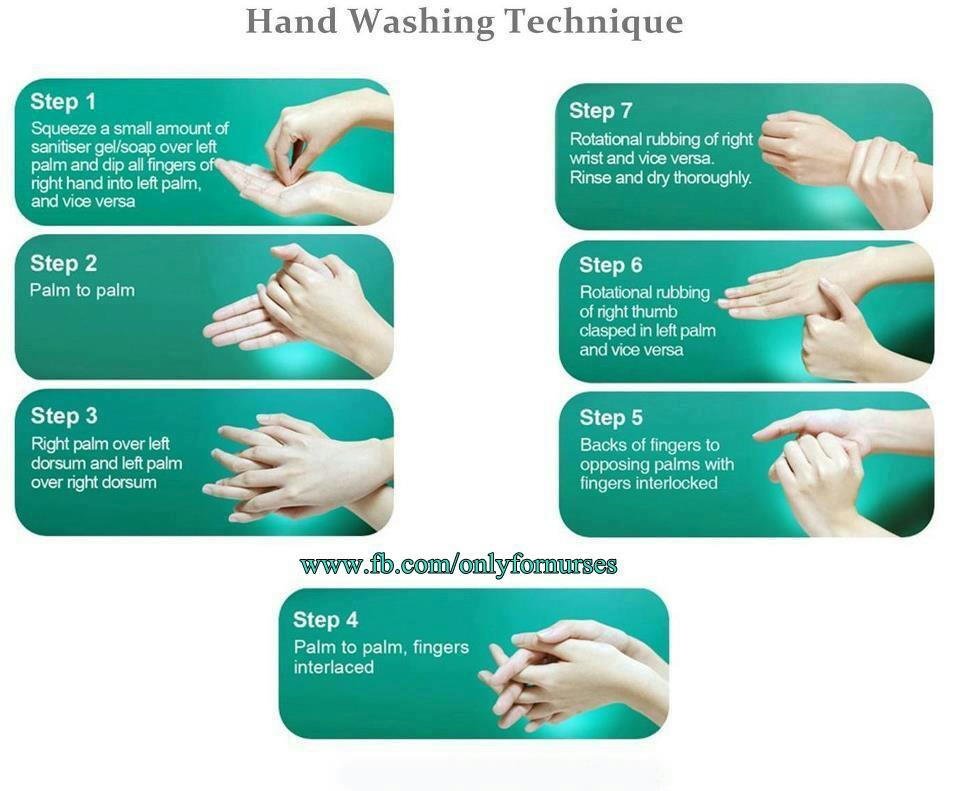 Hand Washing Technique
Step 1
Squeeze a small amount of
sanitiser gel/soap over left
palm and dip all fingers of
right hand into left palm,
and vice versa
Step 2
Palm to palm
Step 3
Right palm over left
dorsum and left palm
over right dorsum
Step 4
Palm to palm, fingers
interlaced
Step 5
Backs of fingers to
opposing palms with
fingers interlocked
Step 6
Rotational rubbing
of right thumb
clasped in left palm
and vice versa
Step 7
Rotational rubbing of right
wrist and vice versa.
Rinse and dry thoroughly.
www.fb.com/onlyfornurses